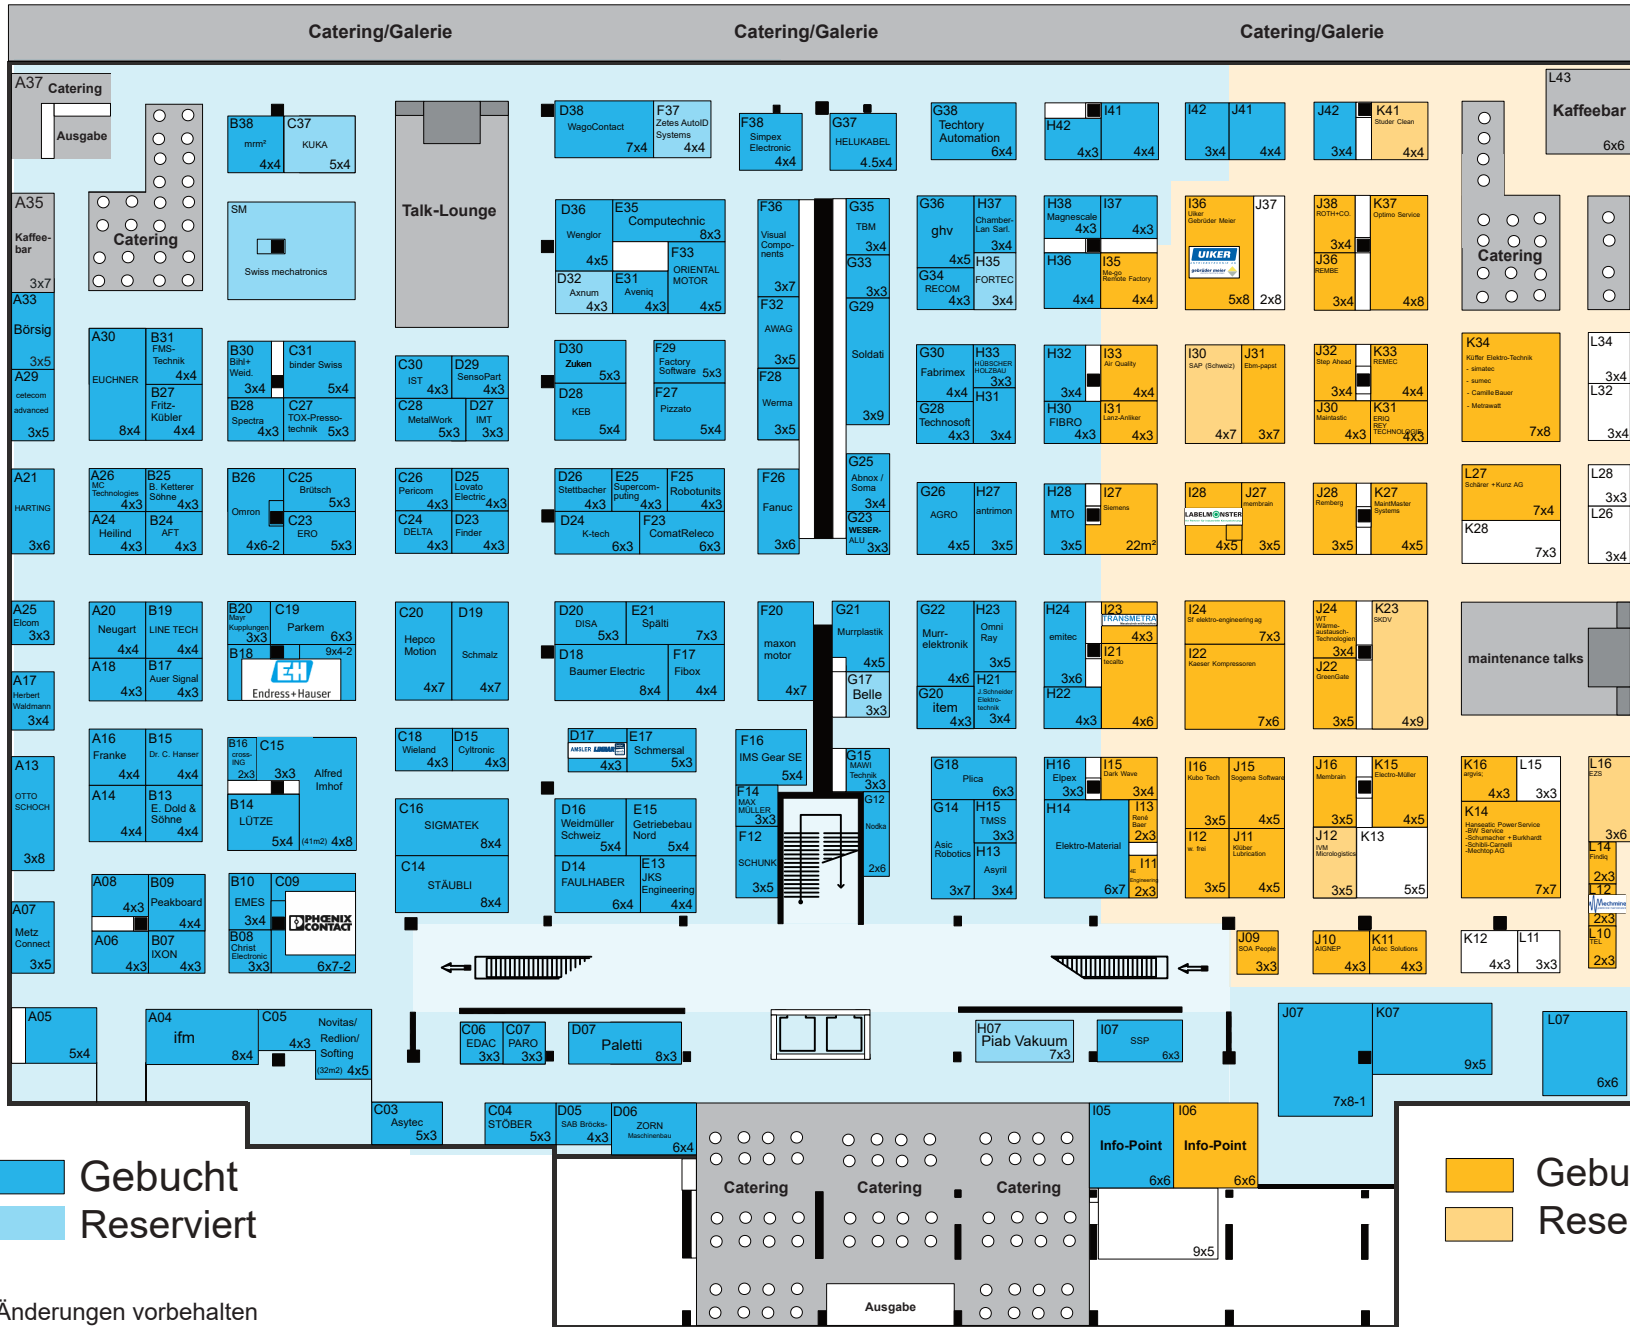 Catering/Galerie
Catering/Galerie
Catering/Galerie
A37 Catering
Ausgabe
B38
mrm²
4x4
C37
KUKA
5x4
D38
WagoContact
7x4
F37
Zetes AutoID
Systems
4x4
F38
Simpex
Electronic
4x4
G37
HELUKABEL
4.5x4
G38
Techtory
Automation
6x4
H42
4x3
I41
4x4
I42
3x4
J41
4x4
J42
3x4
K41
Studer Clean
4x4
L43
Kaffeebar
6x6
A35
Kaffee-
bar
3x7
Catering
SM
Swiss mechatronics
Talk-Lounge
D36
Wenglor
4x5
E35
Computechnic
8x3
F33
ORIENTAL
MOTOR
4x5
D32
Axnum
4x3
E31
Aveniq
4x3
F36
Visual
Compo-
nents
3x7
G35
TBM
3x4
G33
3x3
G36
ghv
4x5
H37
Chamber-
Lan Sarl.
3x4
G34
RECOM
4x3
H35
FORTEC
3x4
H38
Magnescale
4x3
I37
4x3
H36
4x4
I35
Me-go
Remote Factory
4x4
I36
Uiker
Gebrüder Meier
UIKER
gebrüder meier
5x8
J37
2x8
J38
ROTH+CO.
3x4
J36
REMBE
3x4
K37
Optimo Service
4x8
Catering
A33
Börsig
3x5
A29
cetecom
advanced
3x5
A30
EUCHNER
8x4
B31
FMS-
Technik
4x4
B27
Fritz-
Kübler
4x4
B30
Bihl+
Weid.
3x4
C31
binder Swiss
5x4
B28
Spectra
4x3
C27
TOX-Presso-
technik
5x3
C30
IST
4x3
D29
SensoPart
4x3
C28
MetalWork
5x3
D27
IMT
3x3
D30
Zuken
5x3
D28
KEB
5x4
F29
Factory
Software
5x3
F27
Pizzato
5x4
F32
AWAG
3x5
F28
Werma
3x5
G29
Soldati
3x9
G30
Fabrimex
4x4
H33
HÜBSCHER
HOLZBAU
3x3
G28
Technosoft
4x3
H31
3x4
H32
3x4
I33
Air Quality
4x4
H30
FIBRO
4x3
I31
Lanz-Anliker
4x3
I30
SAP (Schweiz)
4x7
J31
Ebm-papst
3x7
J32
Step Ahead
3x4
K33
REMEC
4x4
J30
Maintastic
4x3
K31
ERIQ
REY
TECHNOLOGIE
4x3
K34
Küffer Elektro-Technik
- simatec
- sumec
- Camille Bauer
- Metrawatt
7x8
L34
3x4
L32
3x4
A21
HARTING
3x6
A26
MC
Technologies
4x3
B25
B. Ketterer
Söhne
4x3
A24
Heilind
4x3
B24
AFT
4x3
B26
Omron
4x6-2
C25
Brütsch
5x3
C23
ERO
5x3
C26
Pericom
4x3
D25
Lovato
Electric
4x3
C24
DELTA
4x3
D23
Finder
4x3
D26
Stettbacher
4x3
E25
Supercom-
puting
4x3
F25
Robotunits
4x3
D24
K-tech
6x3
F23
ComatReleco
6x3
F26
Fanuc
3x6
G25
Abnox /
Soma
3x4
G23
WESER-
ALU
3x3
G26
AGRO
4x5
H27
antrimon
3x5
H28
MTO
3x5
I27
Siemens
22m²
I28
LABELMONSTER
4x5
J27
membrain
3x5
J28
Remberg
3x5
K27
MaintMaster
Systems
4x5
L27
Schärer + Kunz AG
7x4
K28
7x3
L28
3x3
L26
3x4
A25
Elcom
3x3
A20
Neugart
4x4
B19
LINE TECH
4x4
A18
4x3
B17
Auer Signal
4x3
B20
Mayr
Kupplungen
3x3
C19
Parkem
6x3
B18
9x4-2
EH
Endress+Hauser
C20
Hepco
Motion
4x7
D19
Schmalz
4x7
D20
DISA
5x3
E21
Spälti
7x3
D18
Baumer Electric
8x4
F17
Fibox
4x4
F20
maxon
motor
4x7
G21
Murrplastik
4x5
G17
Belle
3x3
G22
Murr-
elektronik
4x6
H23
Omni
Ray
3x5
G20
item
4x3
H21
J.Schneider
Elektro-
technik
3x4
H24
emitec
3x6
H22
4x3
I23
TRANSMETRA
4x3
I21
tecalto
4x6
I24
Sf elektro-engineering ag
7x3
I22
Kaeser Kompressoren
7x6
J24
WT
Wärme-
austausch-
Technologien
3x4
J22
GreenGate
3x5
K23
SKDV
4x9
maintenance talks
A17
Herbert
Waldmann
3x4
A13
OTTO
SCHOCH
3x8
A16
Franke
4x4
B15
Dr. C. Hanser
4x4
A14
4x4
B13
E. Dold &
Söhne
4x4
B16
cross-
ING
2x3
C15
3x3
Alfred
Imhof
B14
LÜTZE
5x4
(41m2) 4x8
C18
Wieland
4x3
D15
Cyltronic
4x3
C16
SIGMATEK
8x4
C14
STÄUBLI
8x4
D17
4x3
E17
Schmersal
5x3
D16
Weidmüller
Schweiz
5x4
E15
Getriebebau
Nord
5x4
D14
FAULHABER
6x4
E13
JKS
Engineering
4x4
F16
IMS Gear SE
5x4
F14
MAX
MÜLLER
3x3
F12
SCHUNK
3x5
G15
MAWI
Technik
3x3
G12
Nodka
2x6
G18
Plica
6x3
G14
Asic
Robotics
3x7
H15
TMSS
3x3
H13
Asyril
3x4
H16
Elpex
3x3
I15
Dark Wave
3x4
H14
Elektro-Material
6x7
I13
René
Baer
2x3
I11
4E
Engineering
2x3
I16
Kubo Tech
3x5
J15
Sogema Software
4x5
I12
w. frei
3x5
J11
Klüber
Lubrication
4x5
J16
Membrain
3x5
K15
Electro-Müller
4x5
J12
IVM
Micrologistics
3x5
K13
5x5
K16
argvis;
4x3
L15
3x3
K14
Hanseatic Power Service
-BW Service
-Schumacher + Burkhardt
-Schibli-Carnelli
-Mechtop AG
7x7
L16
EZS
3x6
L14
Findiq
2x3
L12
Mechmine
2x3
L10
TEL
2x3
A07
Metz
Connect
3x5
A08
4x3
B09
Peakboard
4x4
A06
4x3
B07
IXON
4x3
B10
EMES
3x4
C09
PHŒNIX
CONTACT
B08
Christ
Electronic
3x3
6x7-2
J09
SOA People
3x3
J10
AIGNEP
4x3
K11
Adec Solutions
4x3
K12
4x3
L11
3x3
A05
5x4
A04
ifm
8x4
C05
4x3
Novitas/
Redlion/
Softing
(32m2) 4x5
C06
EDAC
3x3
C07
PARO
3x3
D07
Paletti
8x3
H07
Piab Vakuum
7x3
I07
SSP
6x3
J07
7x8-1
K07
9x5
L07
6x6
C03
Asytec
5x3
C04
STÖBER
5x3
D05
SAB Bröcks-
4x3
D06
ZORN
Maschinenbau
6x4
I05
Info-Point
6x6
I06
Info-Point
6x6
Catering
Catering
Catering
9x5
Ausgabe
Gebucht
Reserviert
Gebu
Rese
Änderungen vorbehalten